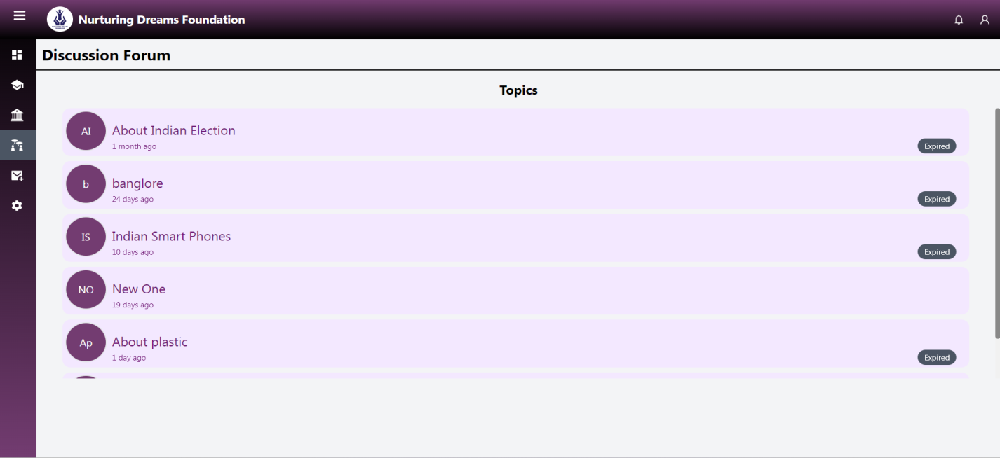 Nurturing Dreams Foundation
Discussion Forum
Topics
AI
About Indian Election
1 month ago
Expired
b
banglore
24 days ago
Expired
IS
Indian Smart Phones
10 days ago
Expired
NO
New One
19 days ago
Ap
About plastic
1 day ago
Expired